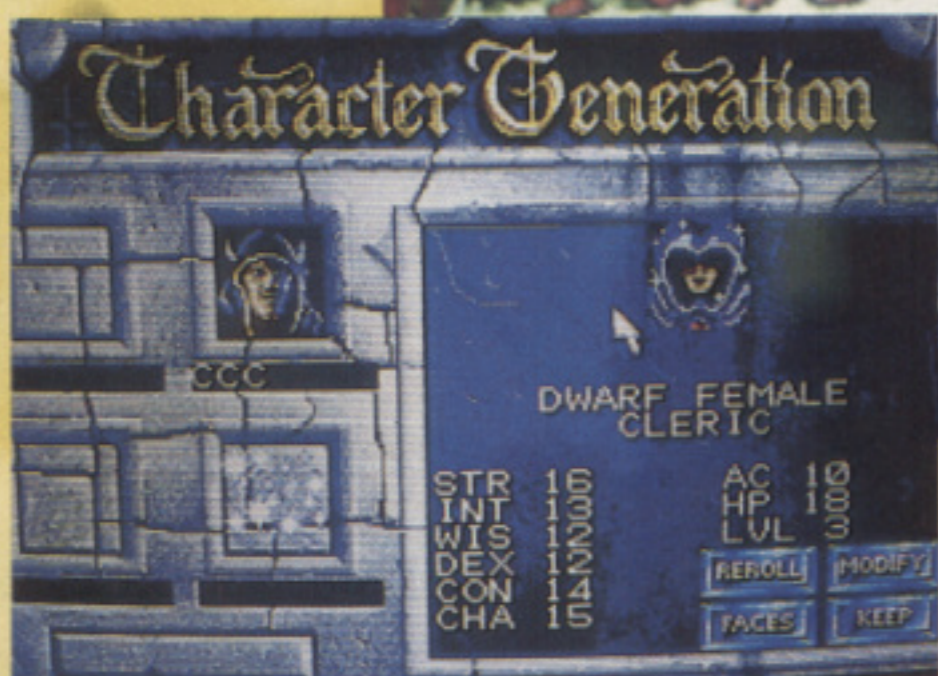 Character Generation
CCC
DWARF FEMALE
CLERIC
STR 16
INT 13
WIS 12
DEX 12
CON 14
CHA 15
AC 10
HP 18
LVL 3
REROLL MODIFY
FACES KEEP